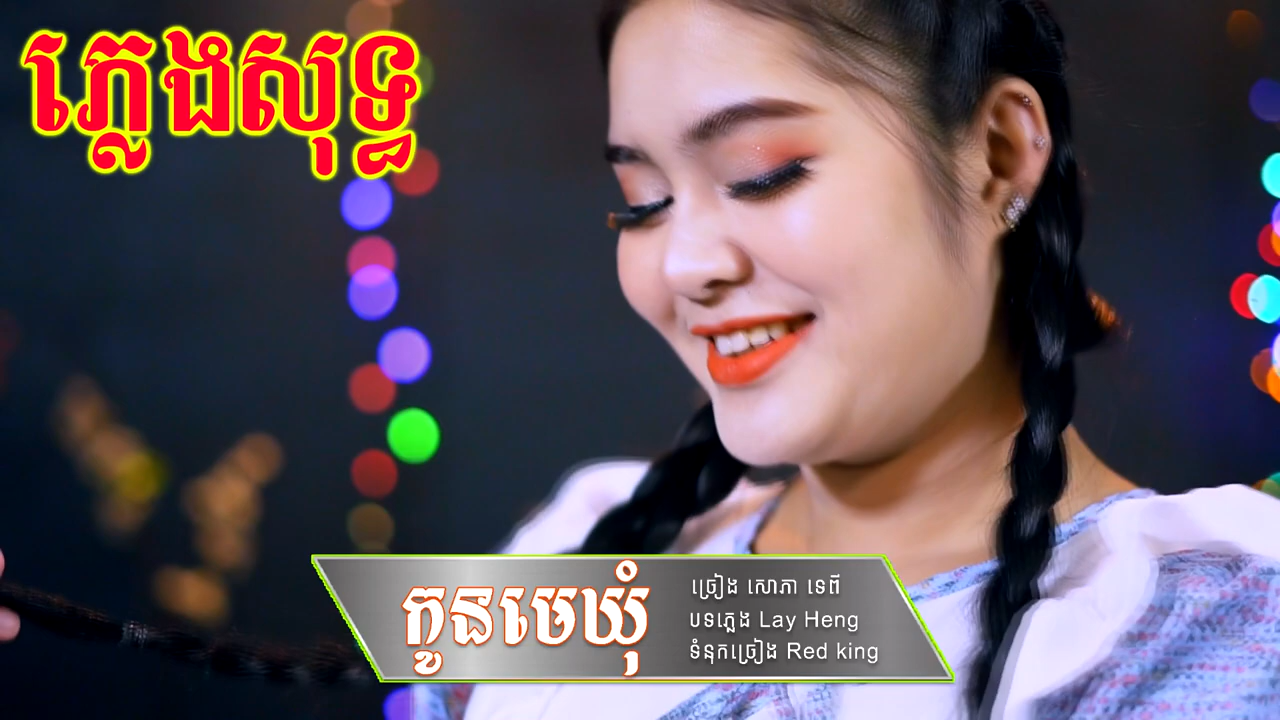 ភ្លេងសុទ្ធ
កូនមេឃុំ
ច្រៀង សោភា ទេពី
បទភ្លេង Lay Heng
ទំនុកច្រៀង Red king